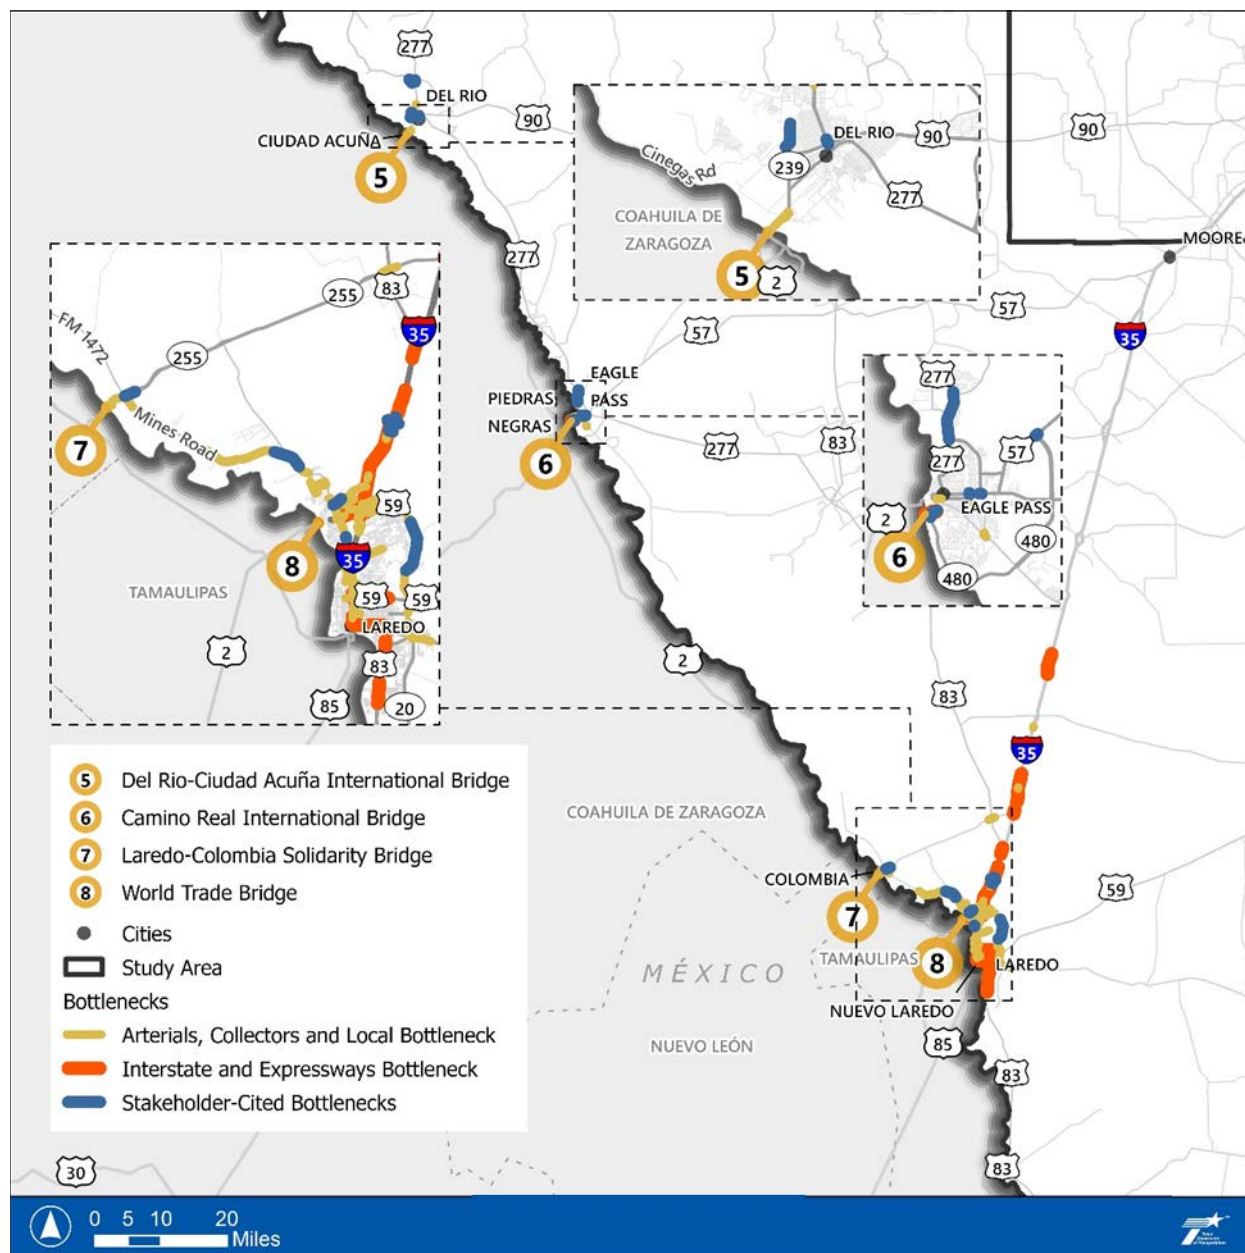 277
DEL RIO
90
CIUDAD ACUÑA
5
277
DEL RIO
90
239
Cinegas Rd
277
COAHUILA DE
ZARAGOZA
5
2
90
MOORE
57
57
35
255
83
255
35
FM 1472
Mines Road
7
59
8
35
TAMAULIPAS
59
59
LAREDO
2
83
85
20
EAGLE
PASS
PIEDRAS
NEGRAS
6
277
83
277
57
277
EAGLE PASS
2
6
480
480
2
83
35
5 Del Rio-Ciudad Acuña International Bridge
6 Camino Real International Bridge
7 Laredo-Colombia Solidarity Bridge
8 World Trade Bridge
Cities
Study Area
Bottlenecks
Arterials, Collectors and Local Bottleneck
Interstate and Expressways Bottleneck
Stakeholder-Cited Bottlenecks
COAHUILA DE ZARAGOZA
COLOMBIA
7
59
TAMAULIPAS
8
LAREDO
MÉXICO
NUEVO LAREDO
NUEVO LEÓN
85
83
83
30
0 5 10 20
Miles